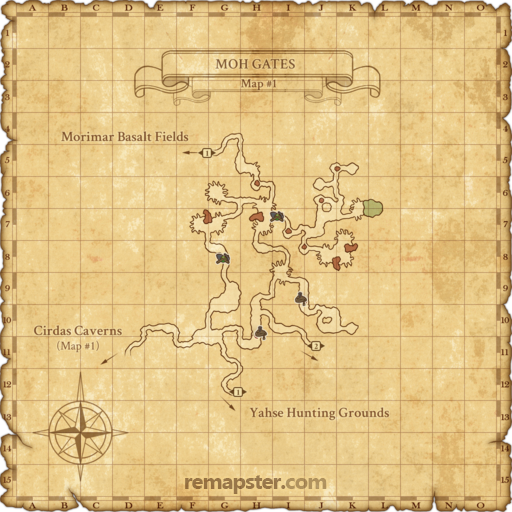 A B C D E F G H I J K L M N O
MOH GATES
Map #1
Morimar Basalt Fields
1
Cirdas Caverns
(Map #1)
2
1
Yahse Hunting Grounds
remapster.com
1
2
3
4
5
6
7
8
9
10
11
12
13
14
15
A B C D E F G H I J K L M N O